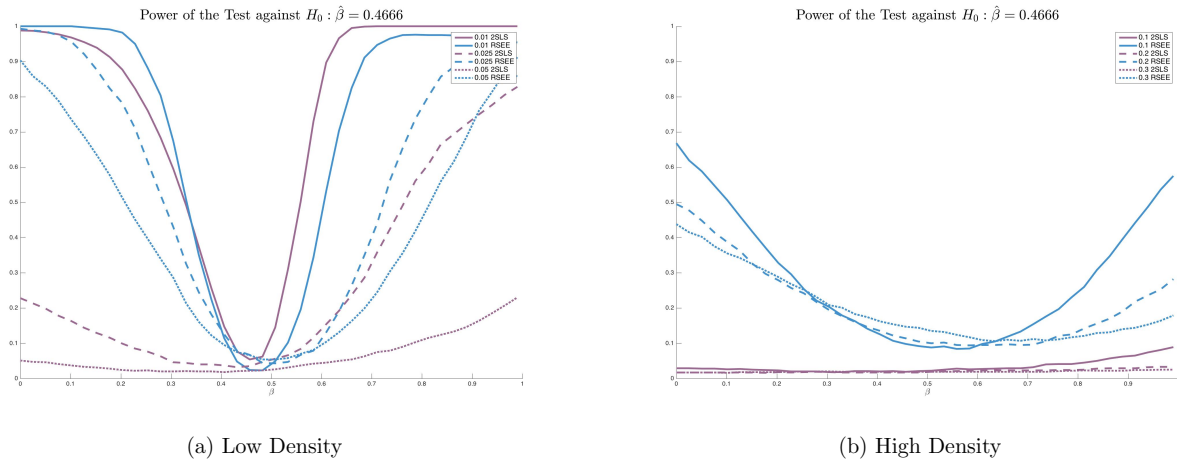 Power of the Test against H₀ : β̂ = 0.4666
1
0.9
0.8
0.7
0.6
0.5
0.4
0.3
0.2
0.1
0
0 0.1 0.2 0.3 0.4 0.5 0.6 0.7 0.8 0.9 1
β
0.01 2SLS
0.01 RSEE
0.025 2SLS
0.025 RSEE
0.05 2SLS
0.05 RSEE
(a) Low Density
Power of the Test against H₀ : β̂ = 0.4666
1
0.9
0.8
0.7
0.6
0.5
0.4
0.3
0.2
0.1
0
0 0.1 0.2 0.3 0.4 0.5 0.6 0.7 0.8 0.9
β
0.1 2SLS
0.1 RSEE
0.2 2SLS
0.2 RSEE
0.3 2SLS
0.3 RSEE
(b) High Density